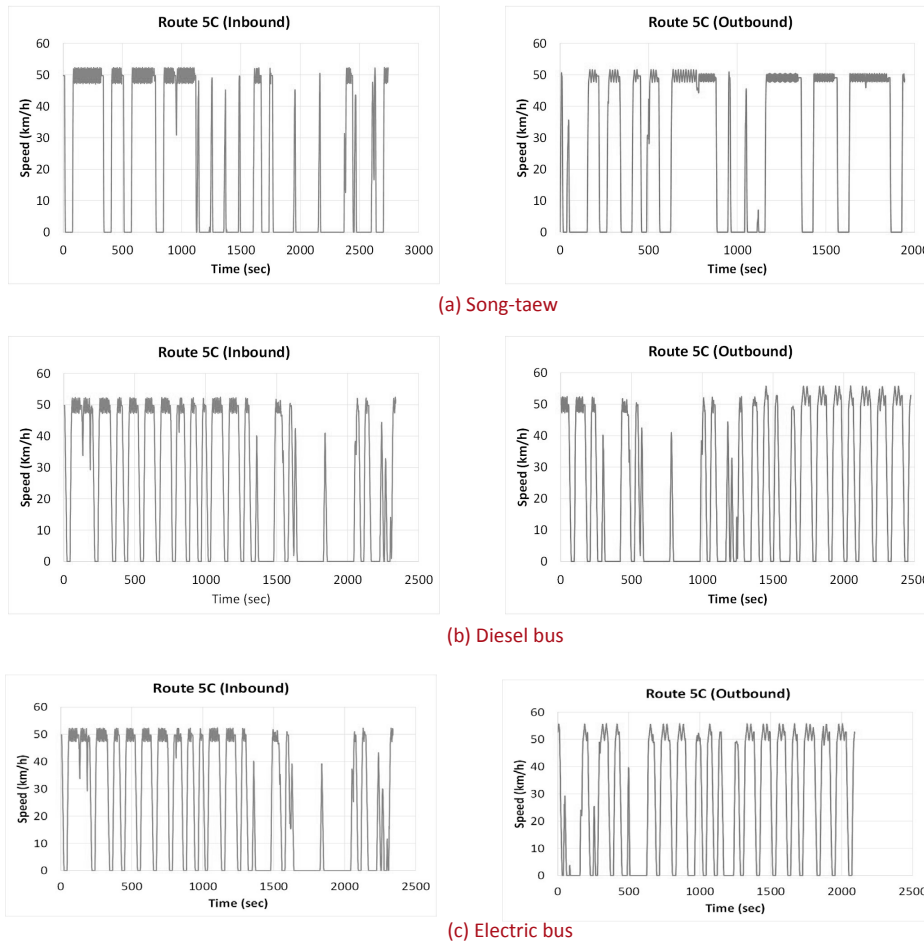 Route 5C (Inbound)
60
50
40
30
20
10
0
Speed (km/h)
0 500 1000 1500 2000 2500 3000
Time (sec)
Route 5C (Outbound)
60
50
40
30
20
10
0
Speed (km/h)
0 500 1000 1500 2000
Time (sec)
(a) Song-taew
Route 5C (Inbound)
60
50
40
30
20
10
0
Speed (km/h)
0 500 1000 1500 2000 2500
Time (sec)
Route 5C (Outbound)
60
50
40
30
20
10
0
Speed (km/h)
0 500 1000 1500 2000 2500
Time (sec)
(b) Diesel bus
Route 5C (Inbound)
60
50
40
30
20
10
0
Speed (km/h)
0 500 1000 1500 2000 2500
Time (sec)
Route 5C (Outbound)
60
50
40
30
20
10
0
Speed (km/h)
0 500 1000 1500 2000 2500
Time (sec)
(c) Electric bus